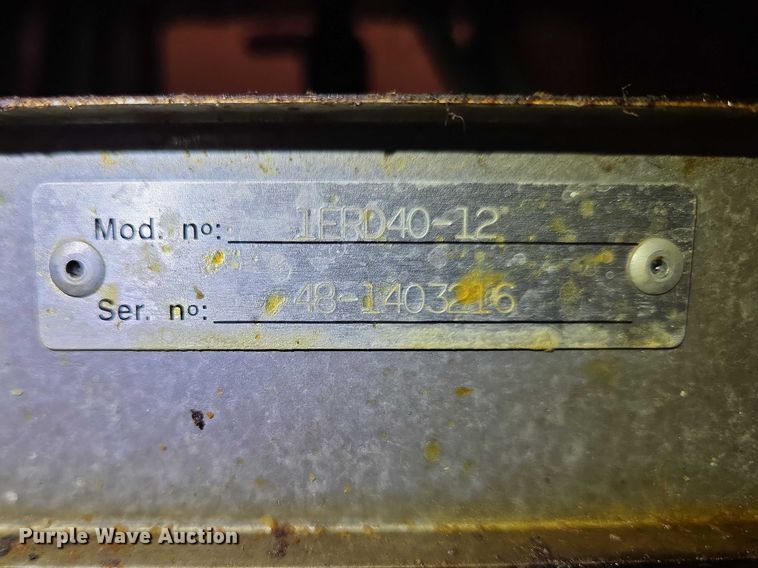 Mod. no: 1ERD40-12
Ser. no: 48-1403216
Purple Wave Auction